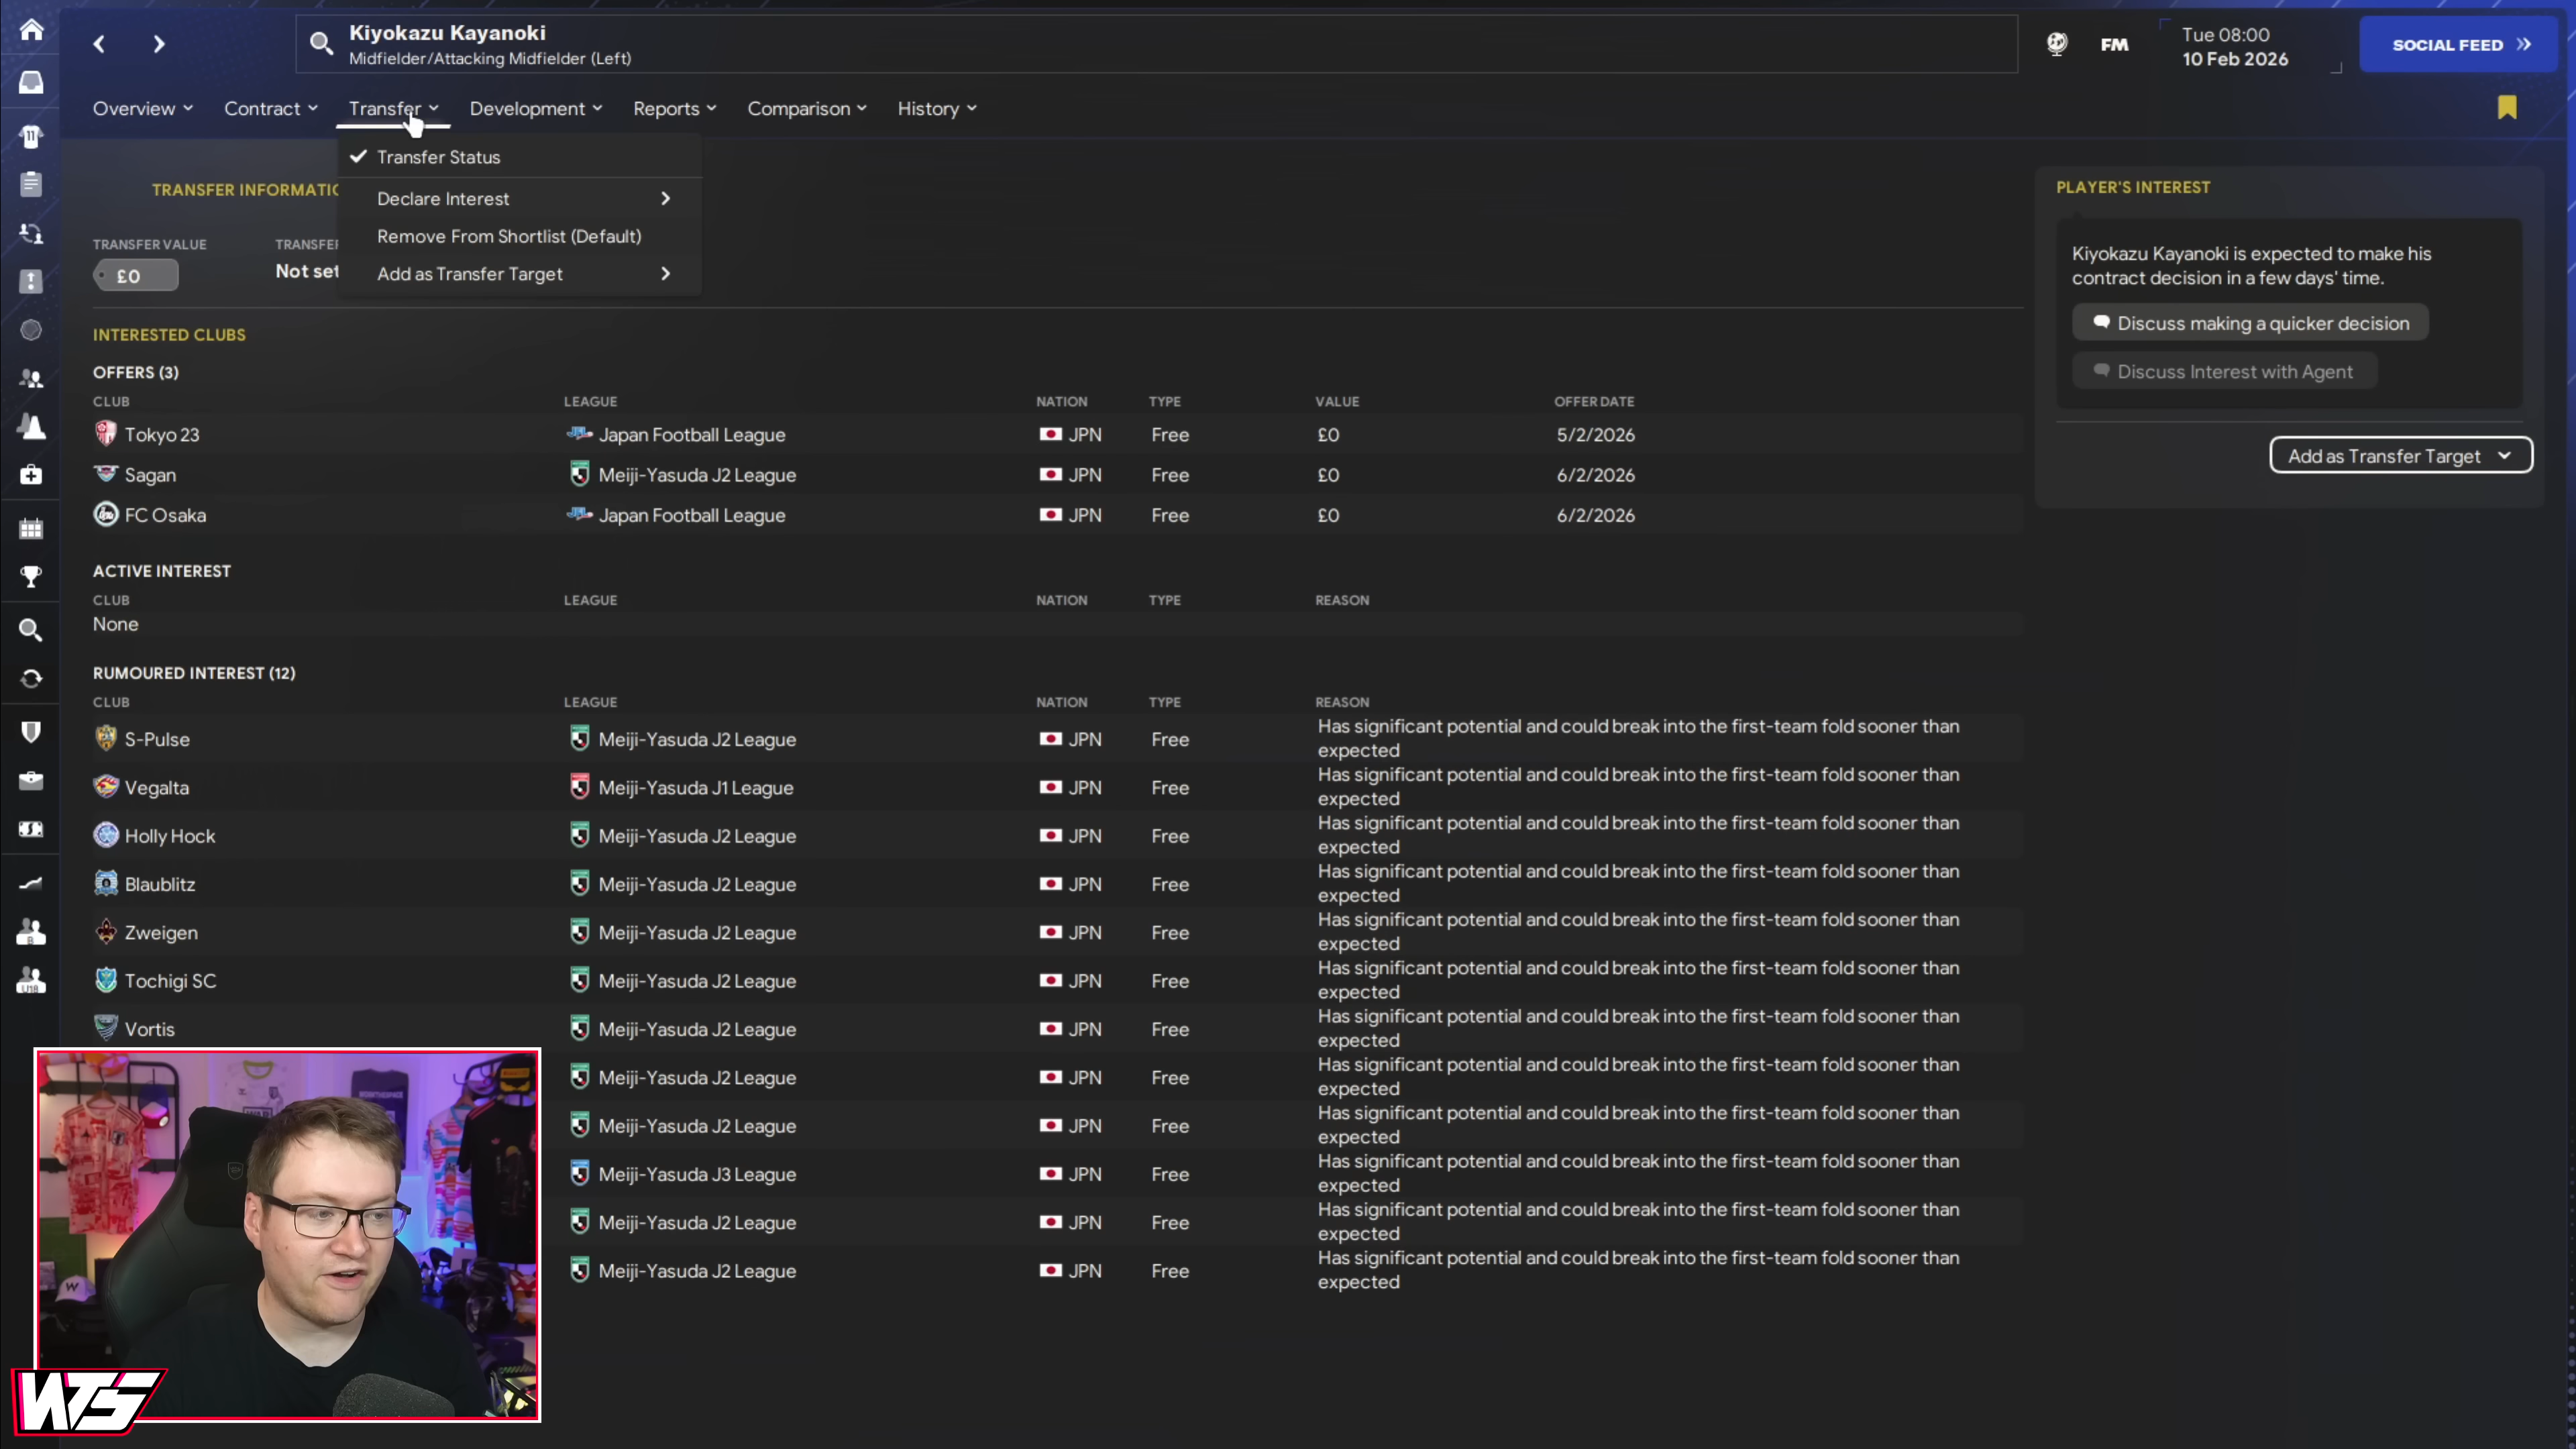 Kiyokazu Kayanoki
Midfielder/Attacking Midfielder (Left)
FM
Tue 08:00
10 Feb 2026
SOCIAL FEED
Overview
Contract
Transfer
Development
Reports
Comparison
History
Transfer Status
Declare Interest
Remove From Shortlist (Default)
Add as Transfer Target
TRANSFER INFORMATIO
TRANSFER VALUE
TRANSFER
£0
Not set
PLAYER'S INTEREST
Kiyokazu Kayanoki is expected to make his
contract decision in a few days' time.
Discuss making a quicker decision
Discuss Interest with Agent
Add as Transfer Target
INTERESTED CLUBS
OFFERS (3)
CLUB LEAGUE NATION TYPE VALUE OFFER DATE
Tokyo 23 Japan Football League JPN Free £0 5/2/2026
Sagan Meiji-Yasuda J2 League JPN Free £0 6/2/2026
FC Osaka Japan Football League JPN Free £0 6/2/2026
ACTIVE INTEREST
CLUB LEAGUE NATION TYPE REASON
None
RUMOURED INTEREST (12)
CLUB LEAGUE NATION TYPE REASON
S-Pulse Meiji-Yasuda J2 League JPN Free Has significant potential and could break into the first-team fold sooner than
expected
Vegalta Meiji-Yasuda J1 League JPN Free Has significant potential and could break into the first-team fold sooner than
expected
Holly Hock Meiji-Yasuda J2 League JPN Free Has significant potential and could break into the first-team fold sooner than
expected
Blaublitz Meiji-Yasuda J2 League JPN Free Has significant potential and could break into the first-team fold sooner than
expected
Zweigen Meiji-Yasuda J2 League JPN Free Has significant potential and could break into the first-team fold sooner than
expected
Tochigi SC Meiji-Yasuda J2 League JPN Free Has significant potential and could break into the first-team fold sooner than
expected
Vortis Meiji-Yasuda J2 League JPN Free Has significant potential and could break into the first-team fold sooner than
expected
Meiji-Yasuda J2 League JPN Free Has significant potential and could break into the first-team fold sooner than
expected
Meiji-Yasuda J2 League JPN Free Has significant potential and could break into the first-team fold sooner than
expected
Meiji-Yasuda J3 League JPN Free Has significant potential and could break into the first-team fold sooner than
expected
Meiji-Yasuda J2 League JPN Free Has significant potential and could break into the first-team fold sooner than
expected
Meiji-Yasuda J2 League JPN Free Has significant potential and could break into the first-team fold sooner than
expected
11
B
U18
W
WTS